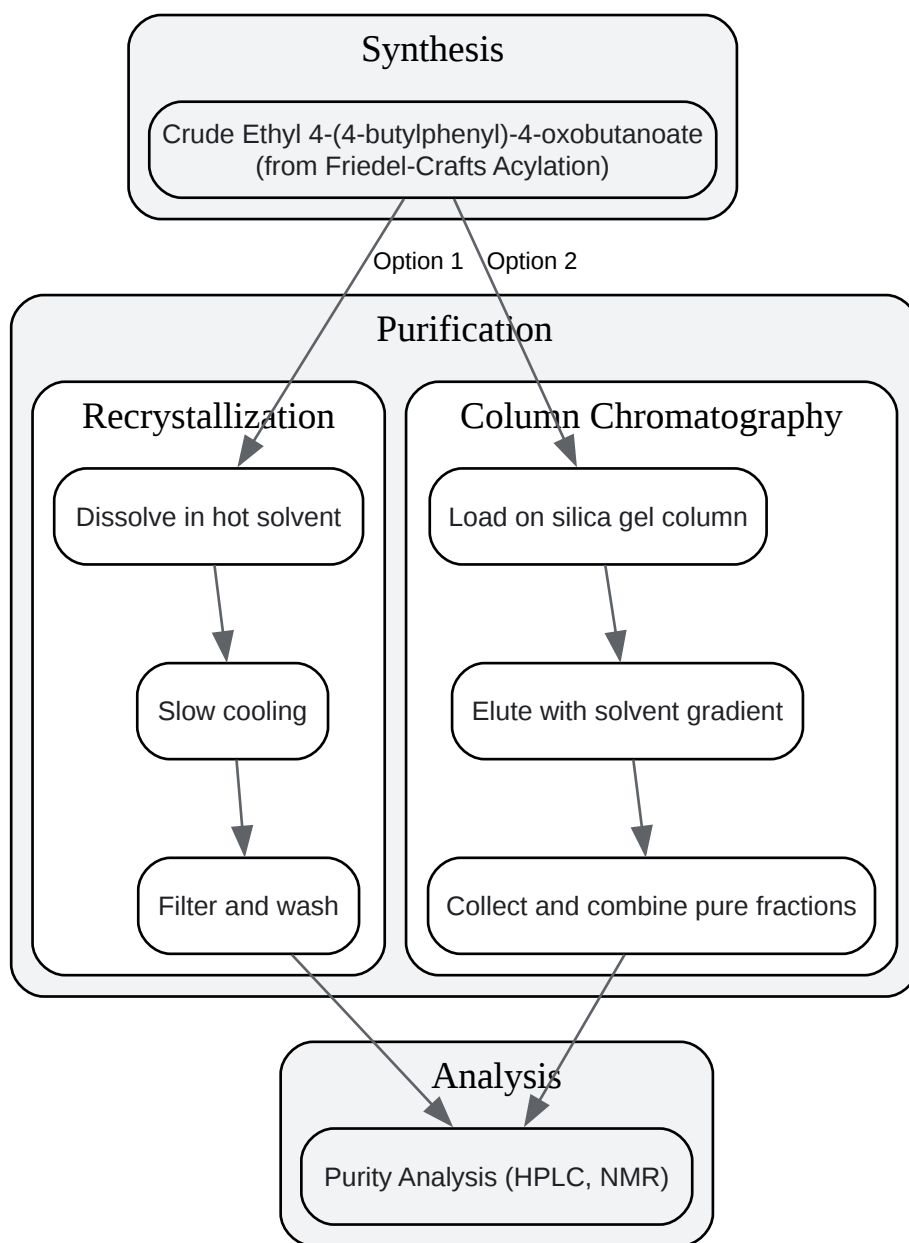 Synthesis
Crude Ethyl 4-(4-butylphenyl)-4-oxobutanoate
(from Friedel-Crafts Acylation)
Option 1
Option 2
Purification
Recrystallization
Dissolve in hot solvent
Slow cooling
Filter and wash
Column Chromatography
Load on silica gel column
Elute with solvent gradient
Collect and combine pure fractions
Analysis
Purity Analysis (HPLC, NMR)